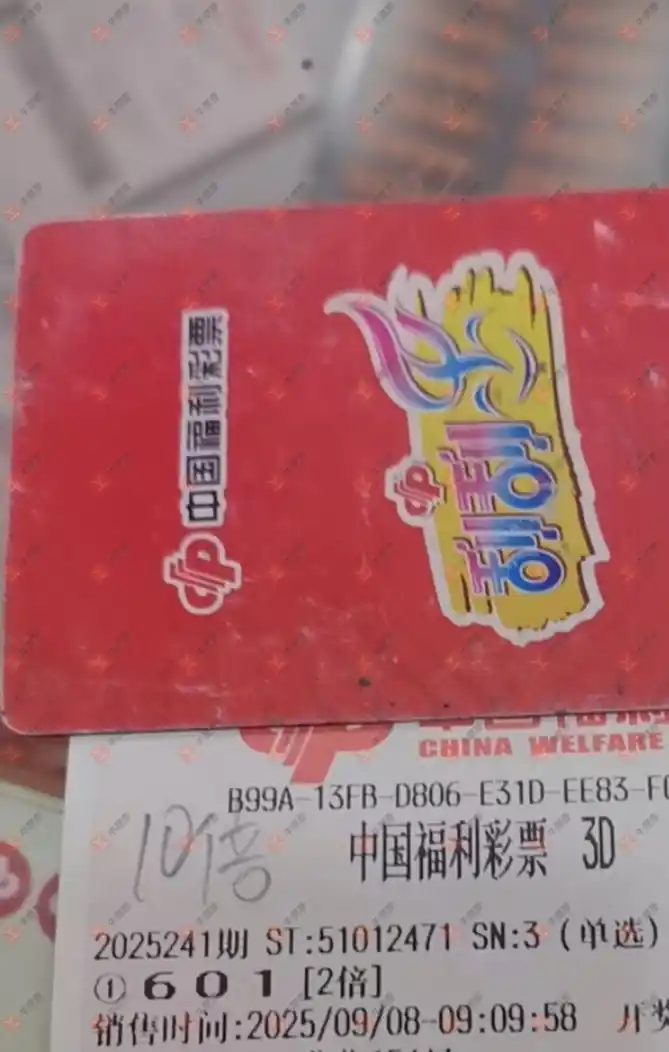 中国福利彩票
刮刮乐
CHINA WELFARE
B99A-13FB-D806-E31D-EE83-F
10倍
中国福利彩票 3D
2025241期 ST:51012471 SN:3 (单选)
① 6 0 1 [2倍]
销售时间:2025/09/08-09:09:58 开奖